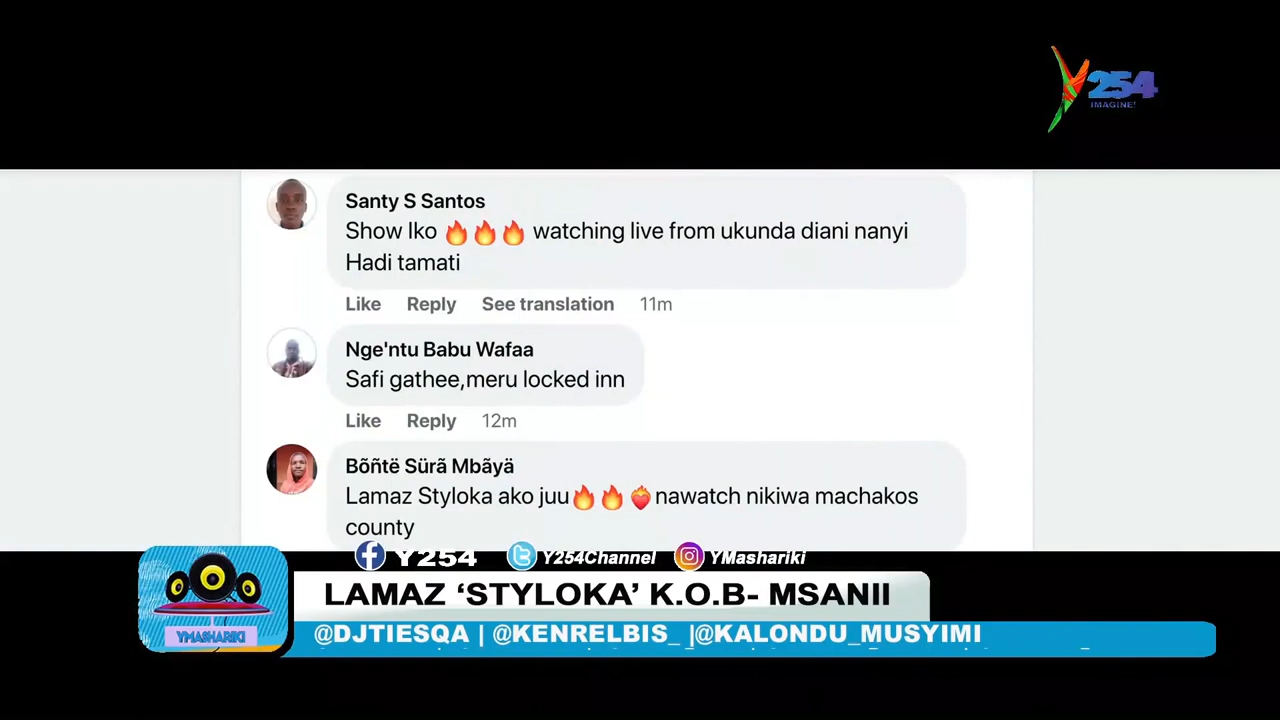 Y254
IMAGINE!
Santy S Santos
Show Iko 🔥🔥🔥 watching live from ukunda diani nanyi
Hadi tamati
Like Reply See translation 11m
Nge'ntu Babu Wafaa
Safi gathee,meru locked inn
Like Reply 12m
Bõñtë Sürã Mbãyä
Lamaz Styloka ako juu🔥🔥❤️‍🔥nawatch nikiwa machakos
county
Y254 Y254Channel YMashariki
LAMAZ ‘STYLOKA’ K.O.B- MSANII
YMASHARIKI
@DJTIESQA | @KENRELBIS_ |@KALONDU_MUSYIMI